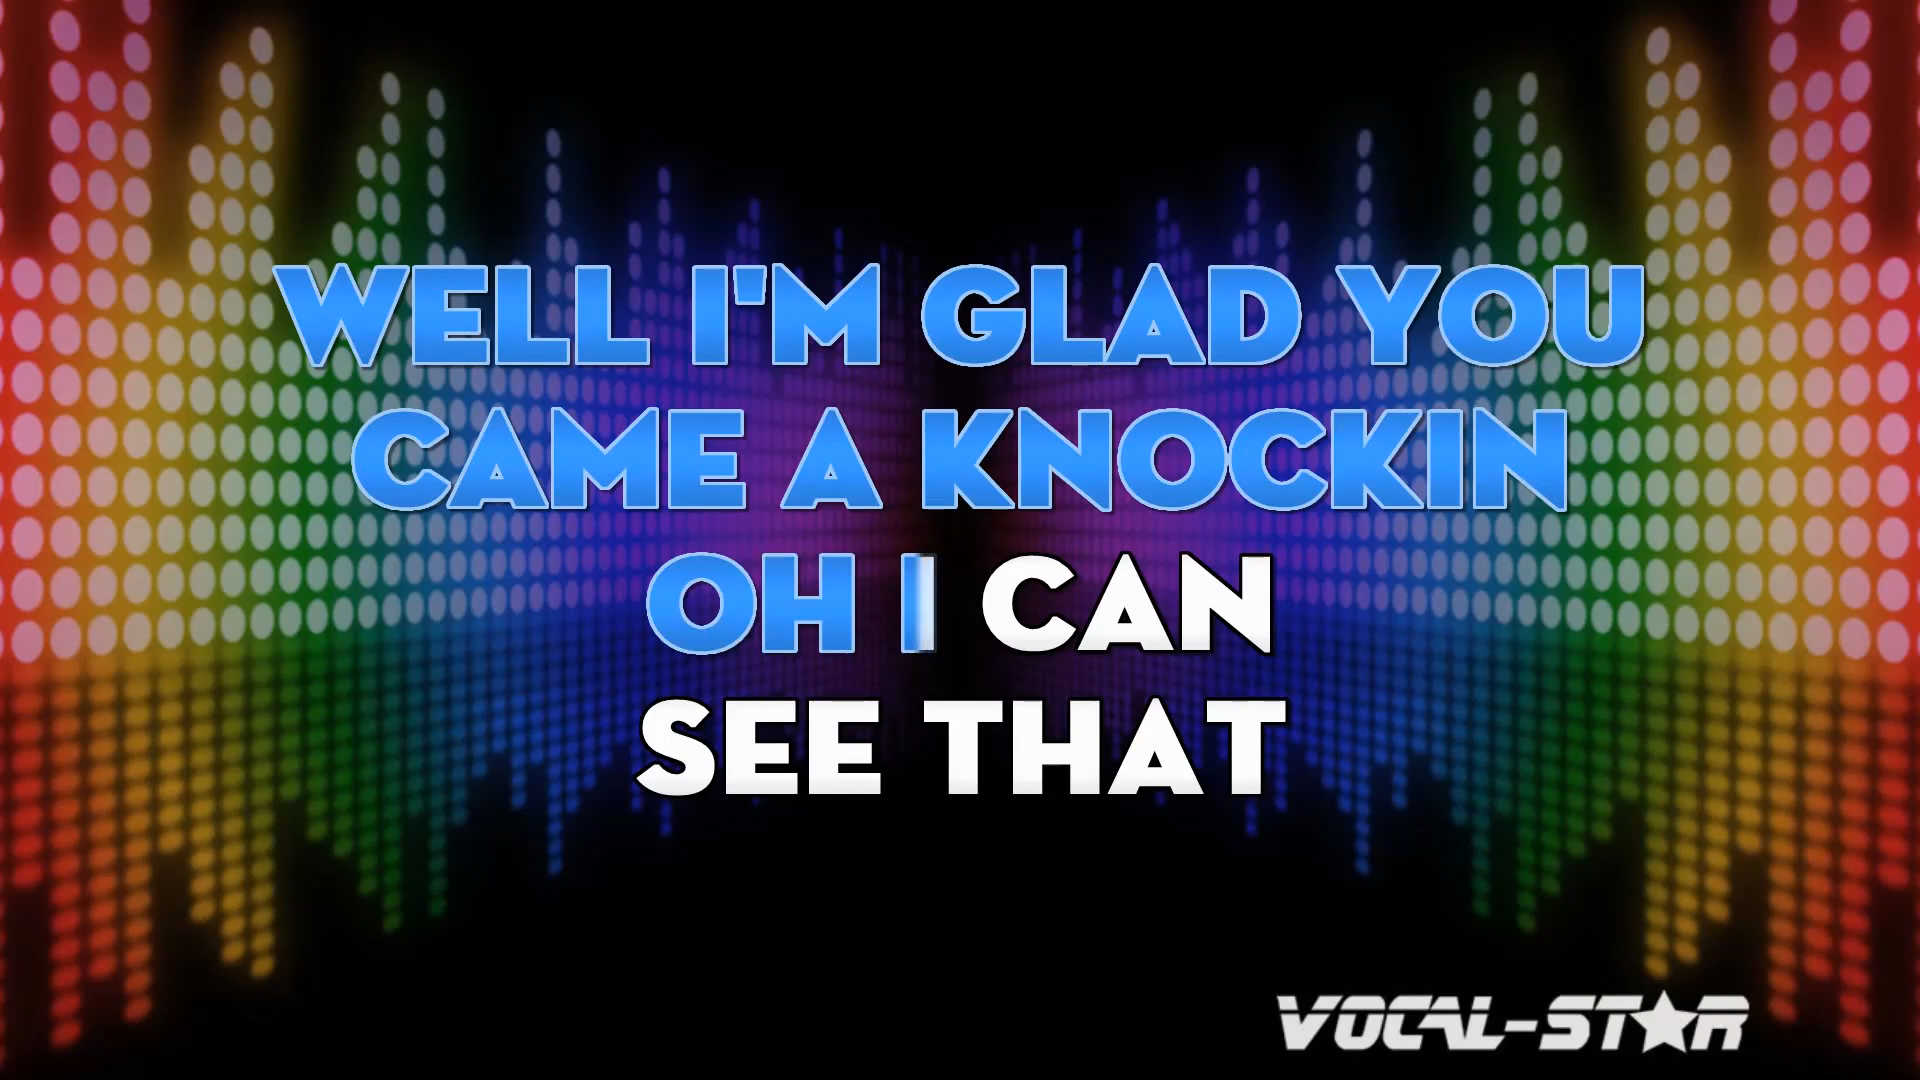 WELL I'M GLAD YOU
CAME A KNOCKIN
OH I CAN
SEE THAT
VOCAL-STAR